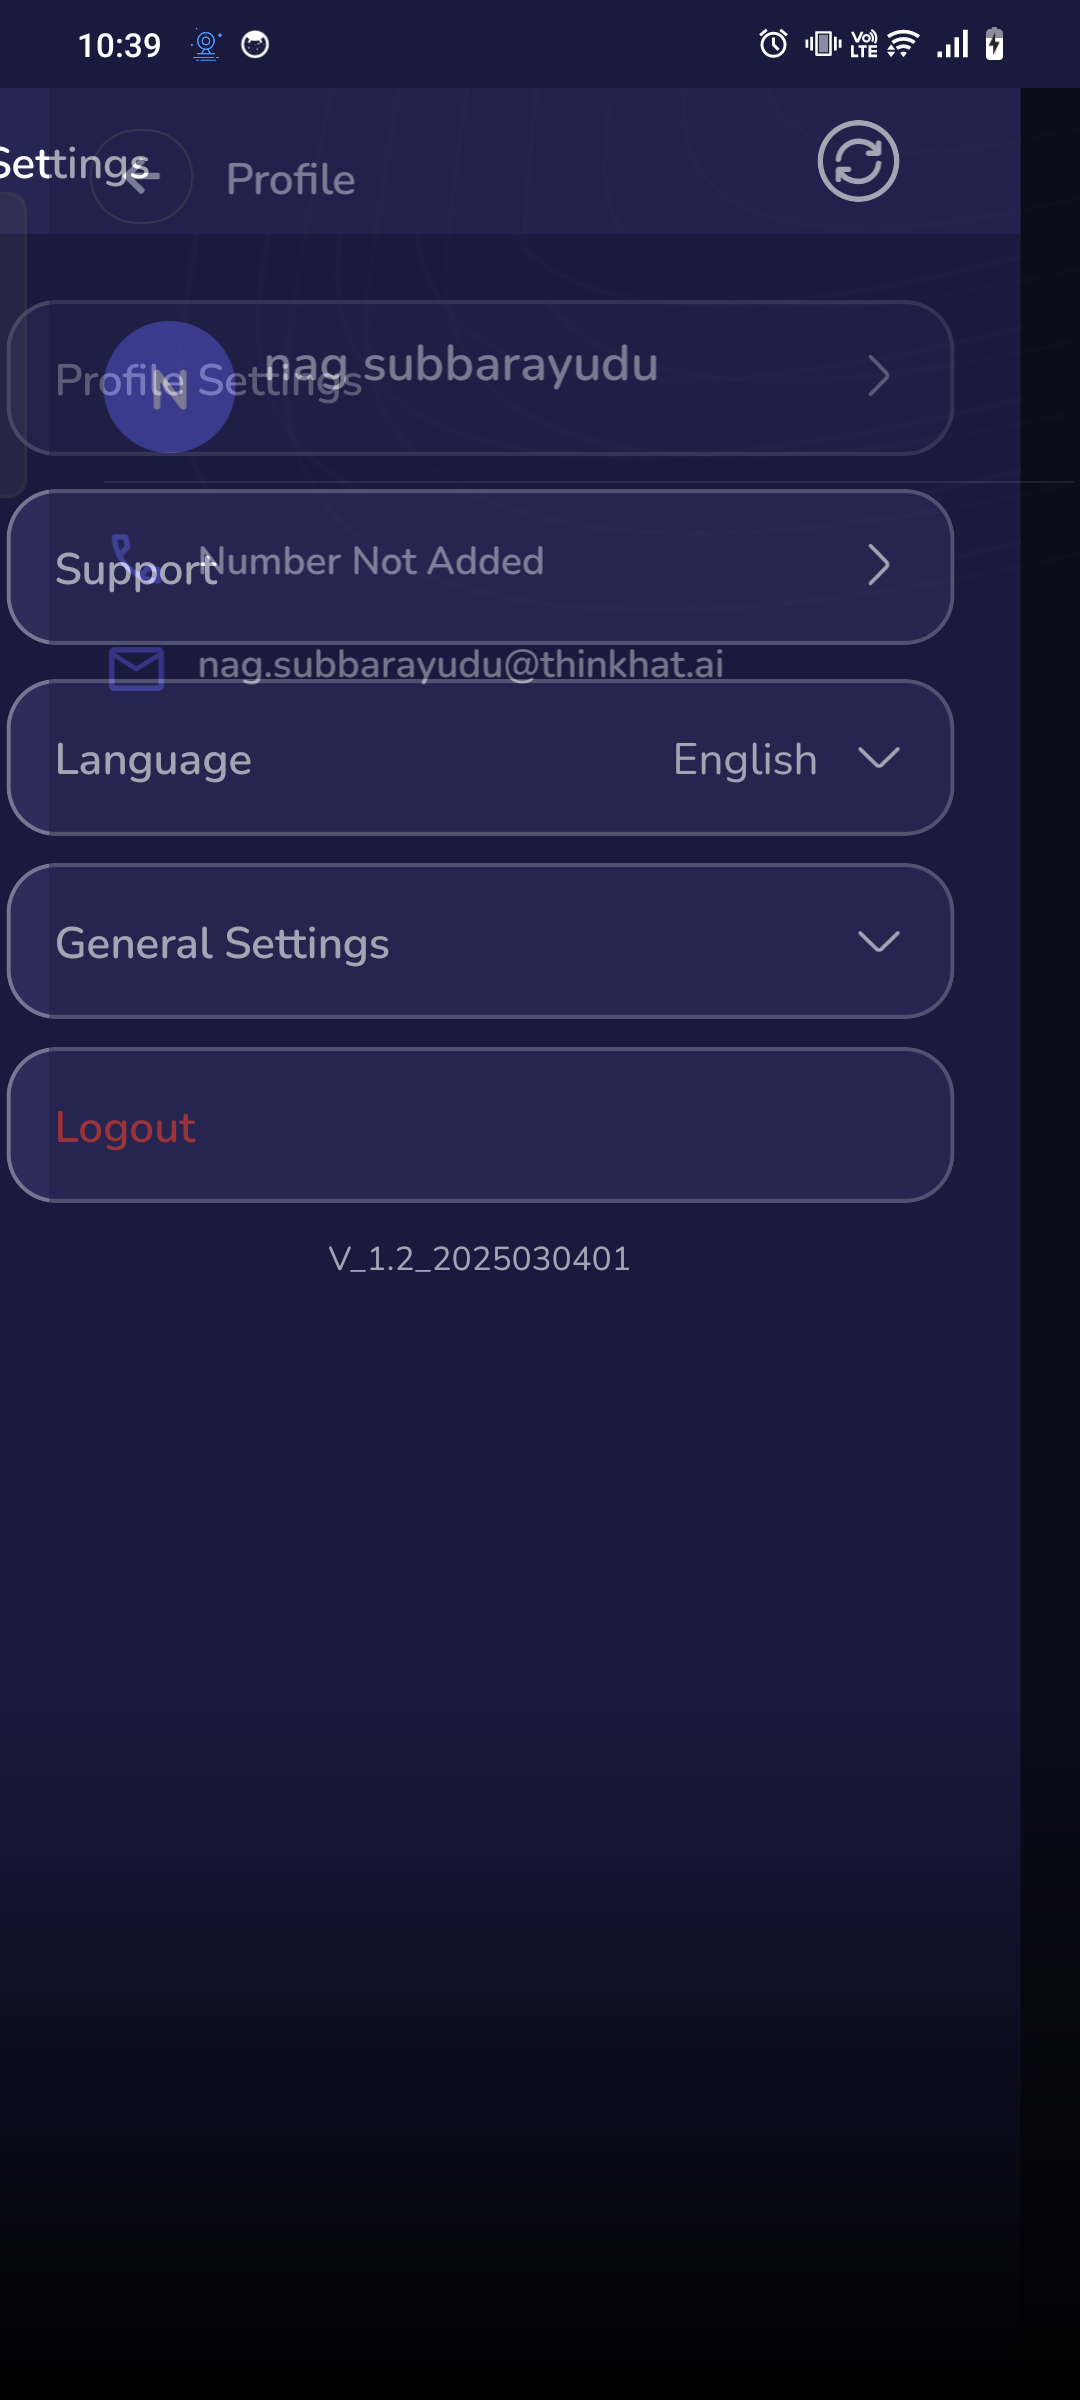 10:39
Vo) LTE
Settings
Profile
Profile Settings
N
nag subbarayudu
Support
Number Not Added
nag.subbarayudu@thinkhat.ai
Language
English
General Settings
Logout
V_1.2_2025030401